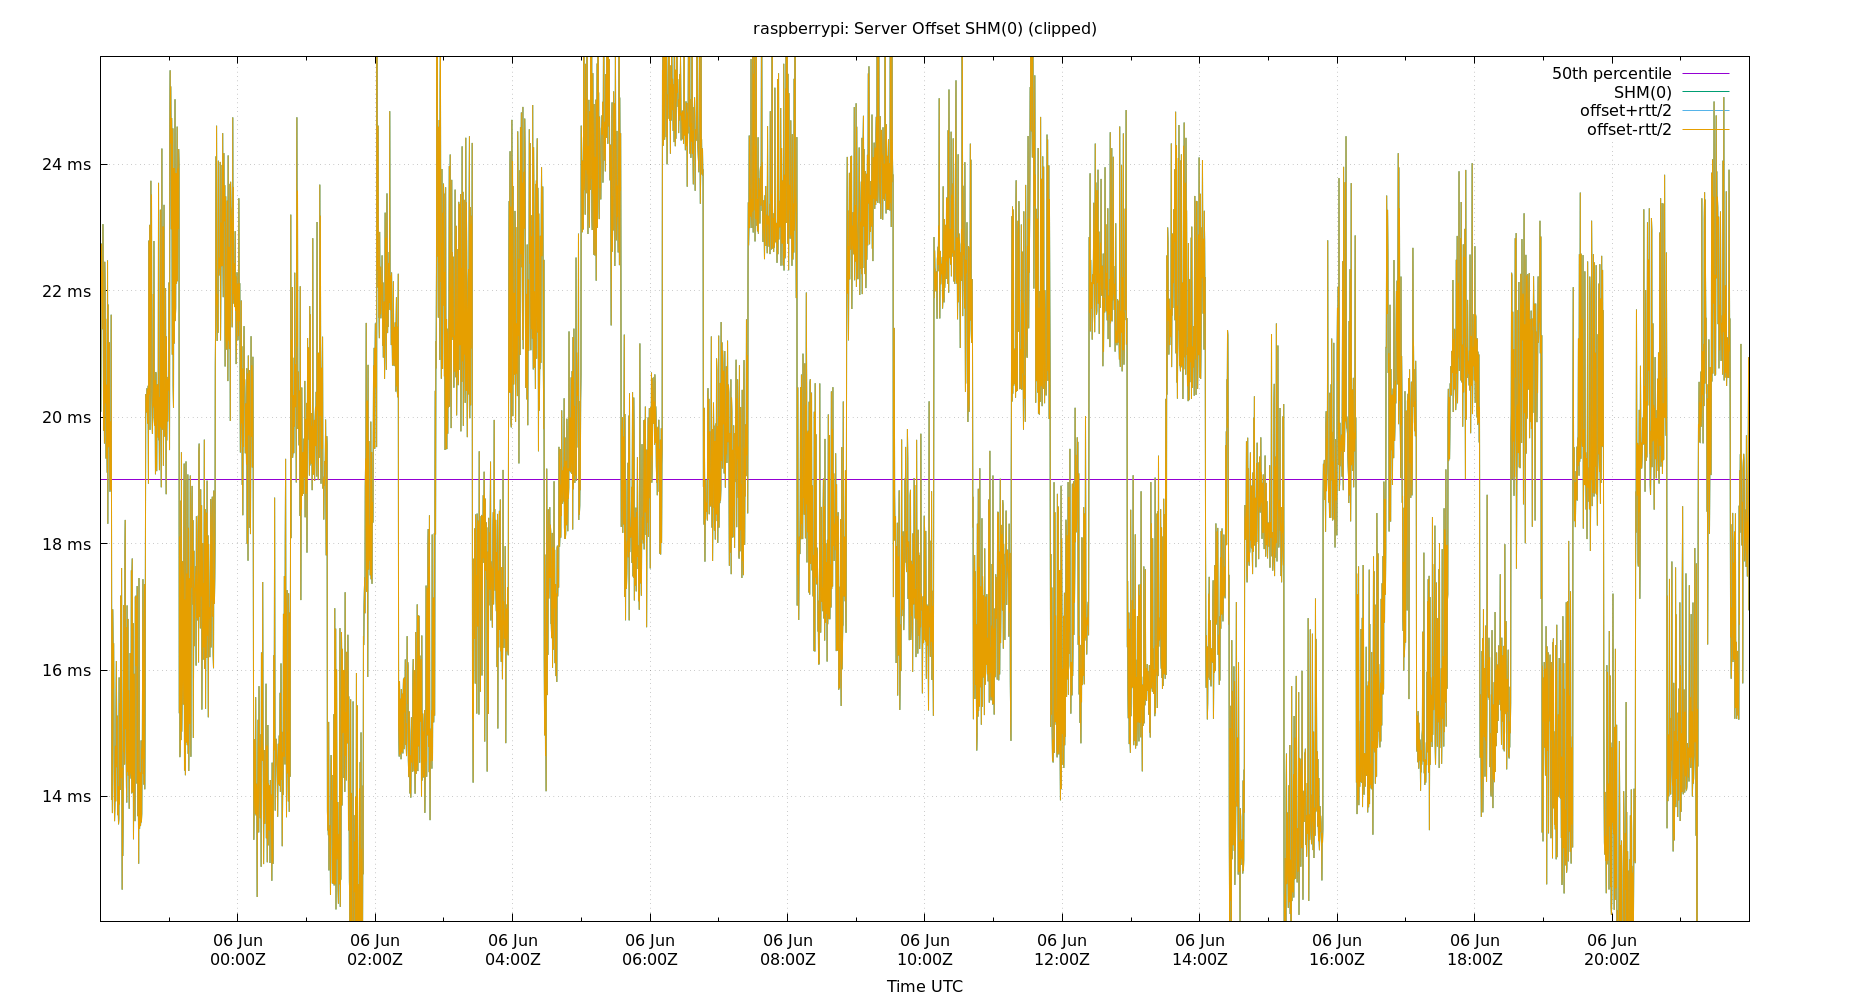 raspberrypi: Server Offset SHM(0) (clipped)
50th percentile
SHM(0)
offset+rtt/2
offset-rtt/2
24 ms
22 ms
20 ms
18 ms
16 ms
14 ms
06 Jun 06 Jun 06 Jun 06 Jun 06 Jun 06 Jun 06 Jun 06 Jun 06 Jun 06 Jun 06 Jun
00:00Z 02:00Z 04:00Z 06:00Z 08:00Z 10:00Z 12:00Z 14:00Z 16:00Z 18:00Z 20:00Z
Time UTC